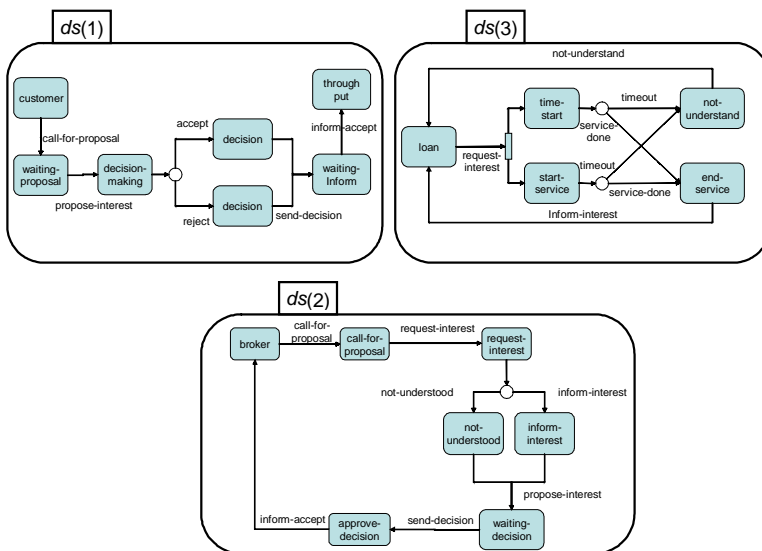 ds(1)
customer
call-for-proposal
waiting-
proposal
propose-interest
decision-
making
accept
reject
decision
decision
send-decision
through
put
inform-accept
waiting-
Inform
ds(3)
not-understand
loan
request-
interest
time-
start
start-
service
timeout
service-
done
timeout
service-done
not-
understand
end-
service
Inform-interest
ds(2)
broker
call-for-
proposal
call-for-
proposal
request-interest
request-
interest
not-understood
inform-interest
not-
understood
inform-
interest
propose-interest
waiting-
decision
send-decision
approve-
decision
inform-accept